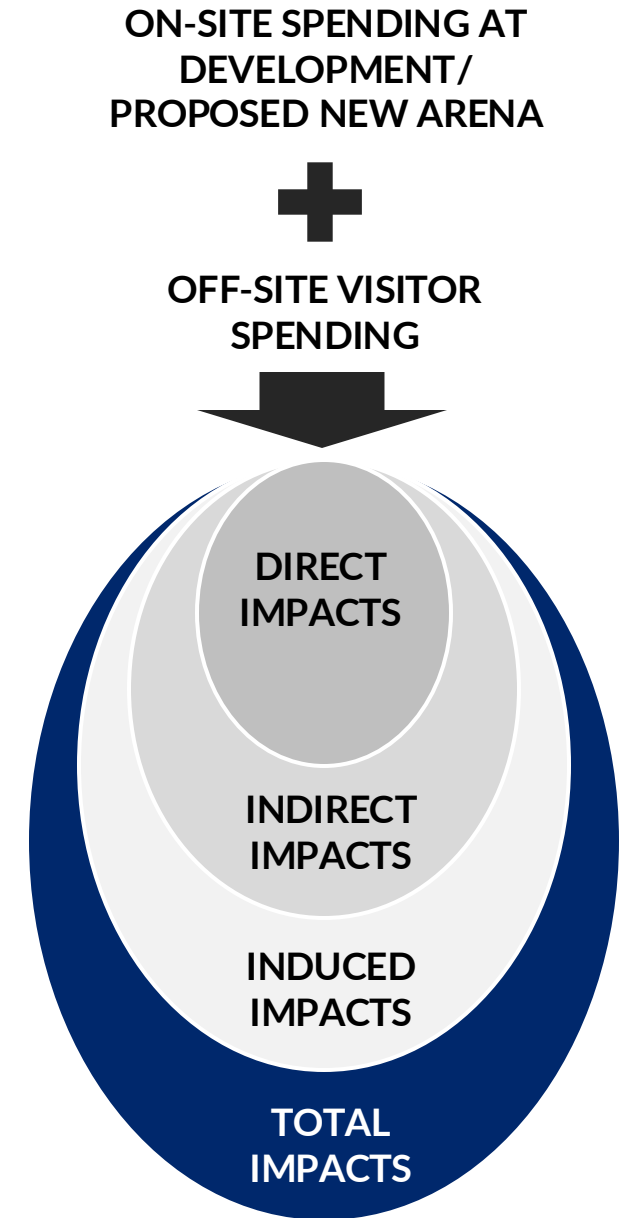 ON-SITE SPENDING AT
DEVELOPMENT/
PROPOSED NEW ARENA
OFF-SITE VISITOR
SPENDING
DIRECT
IMPACTS
INDIRECT
IMPACTS
INDUCED
IMPACTS
TOTAL
IMPACTS